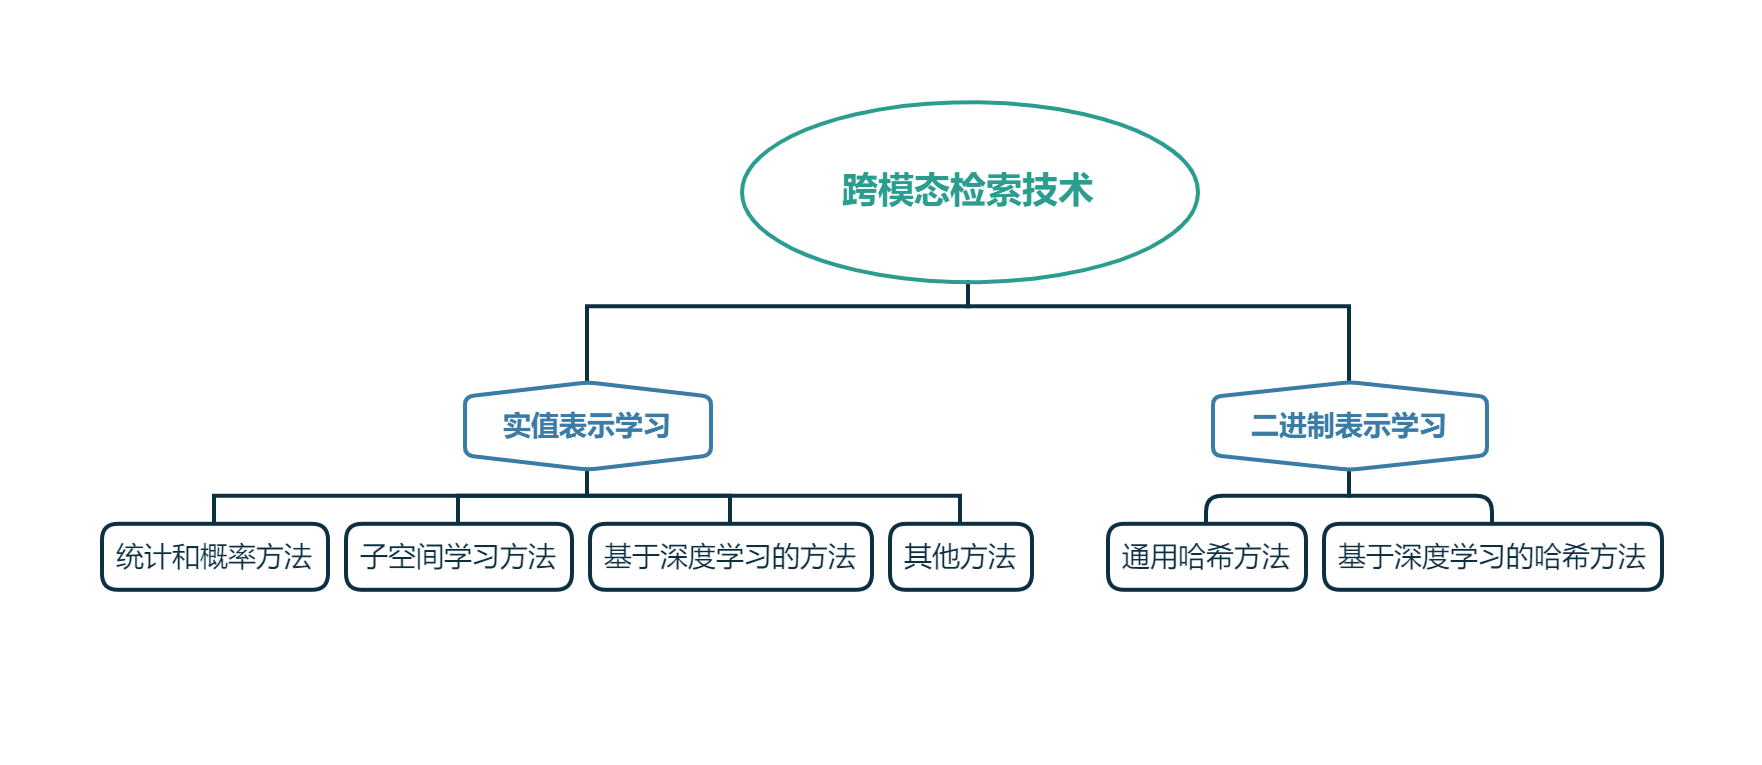 跨模态检索技术
实值表示学习
二进制表示学习
统计和概率方法
子空间学习方法
基于深度学习的方法
其他方法
通用哈希方法
基于深度学习的哈希方法